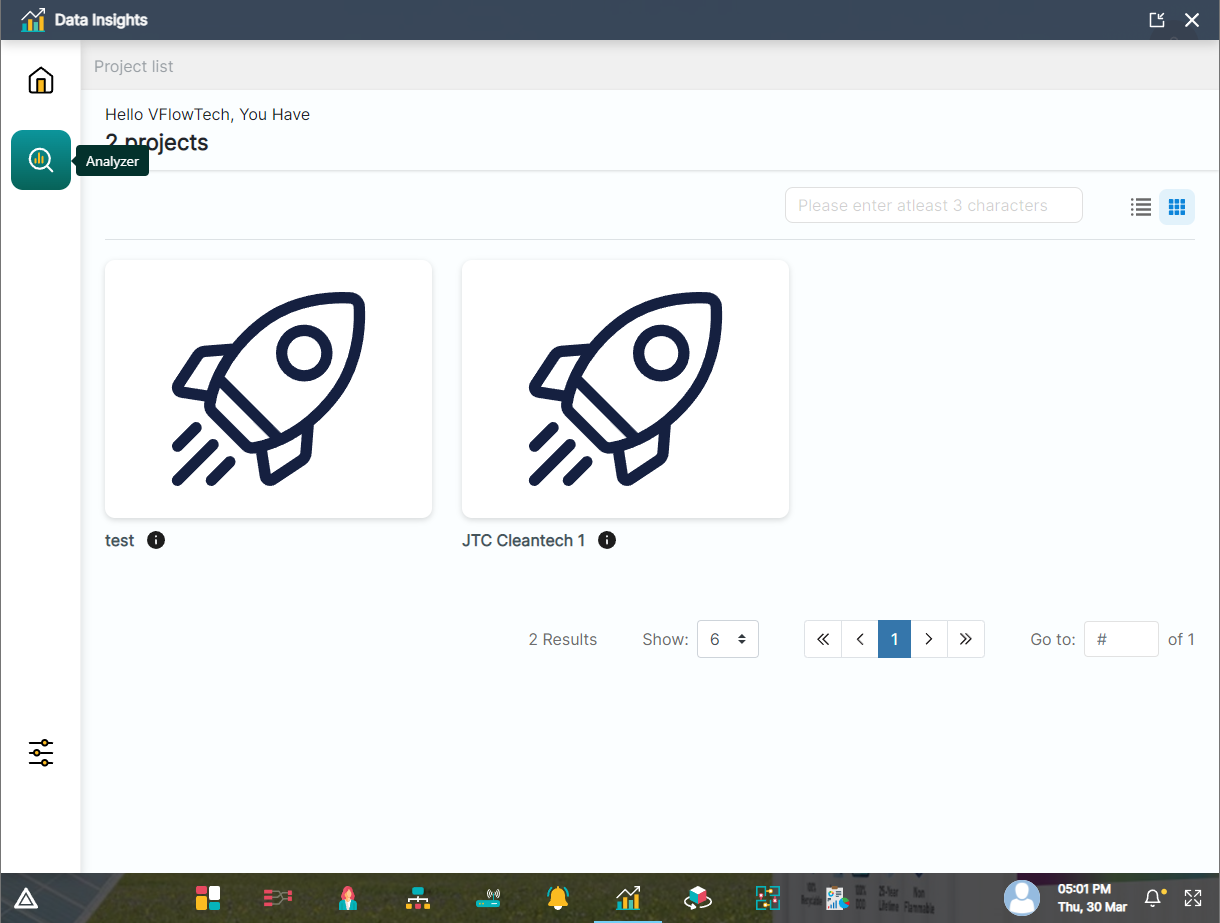 Data Insights
Project list
Hello VFlowTech, You Have
2 projects
Analyzer
Please enter atleast 3 characters
test
JTC Cleantech 1
2 Results
Show:
6
1
Go to:
#
of 1
05:01 PM
Thu, 30 Mar